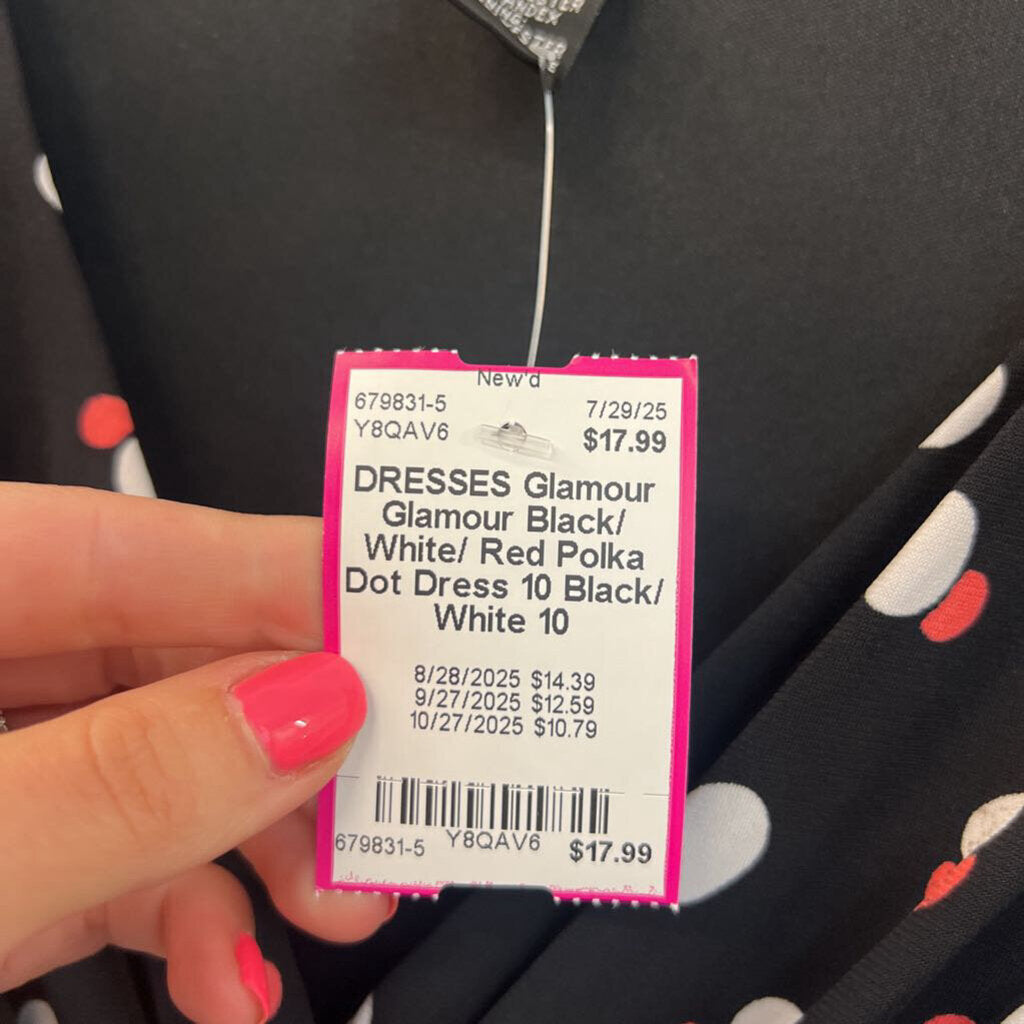 NDEX
New'd
679831-5 7/29/25
Y8QAV6 $17.99
DRESSES Glamour
Glamour Black/
White/ Red Polka
Dot Dress 10 Black/
White 10
8/28/2025 $14.39
9/27/2025 $12.59
10/27/2025 $10.79
679831-5 Y8QAV6 $17.99